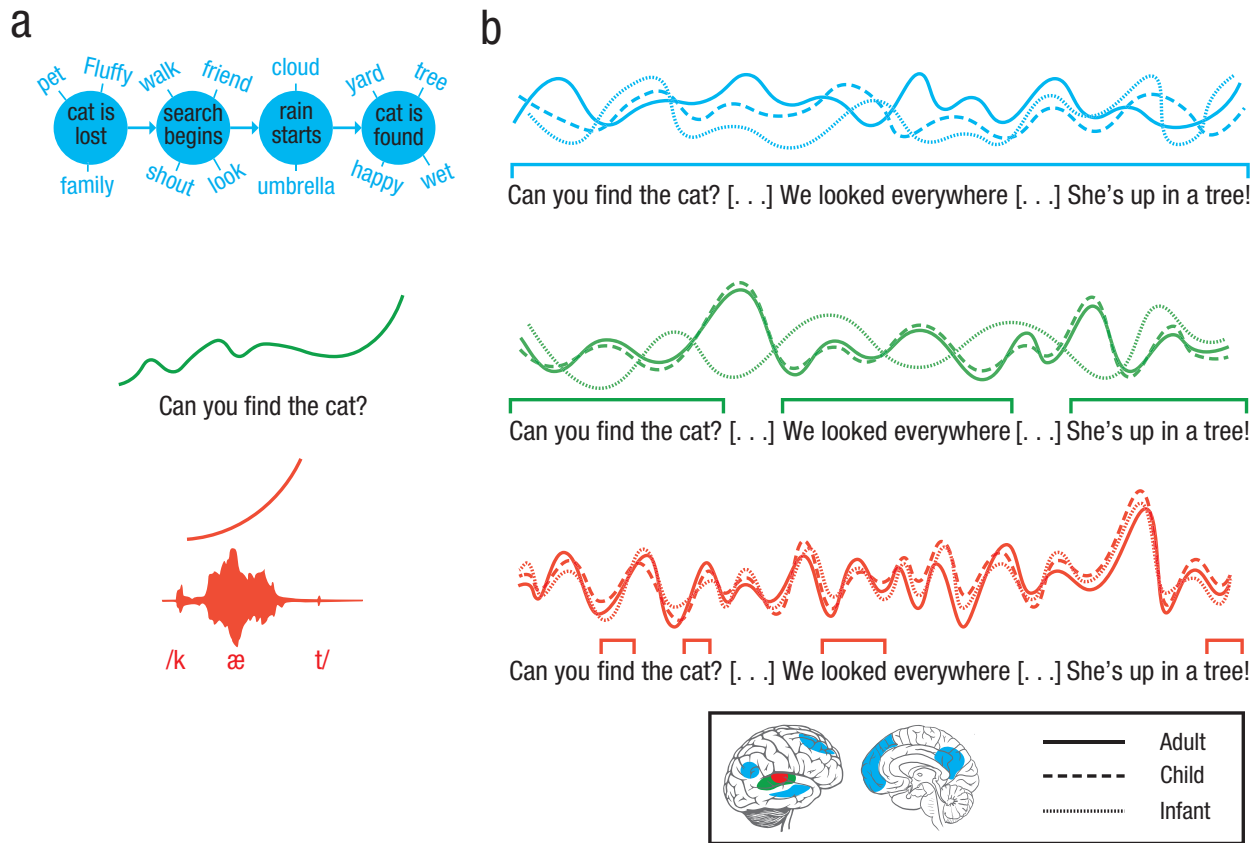 a
pet
Fluffy
walk
friend
cloud
yard
tree
cat is
lost
search
begins
rain
starts
cat is
found
family
shout
look
umbrella
happy
wet
Can you find the cat?
/k æ t/
b
Can you find the cat? [. . .] We looked everywhere [. . .] She's up in a tree!
Can you find the cat? [. . .] We looked everywhere [. . .] She's up in a tree!
Can you find the cat? [. . .] We looked everywhere [. . .] She's up in a tree!
Adult
Child
Infant